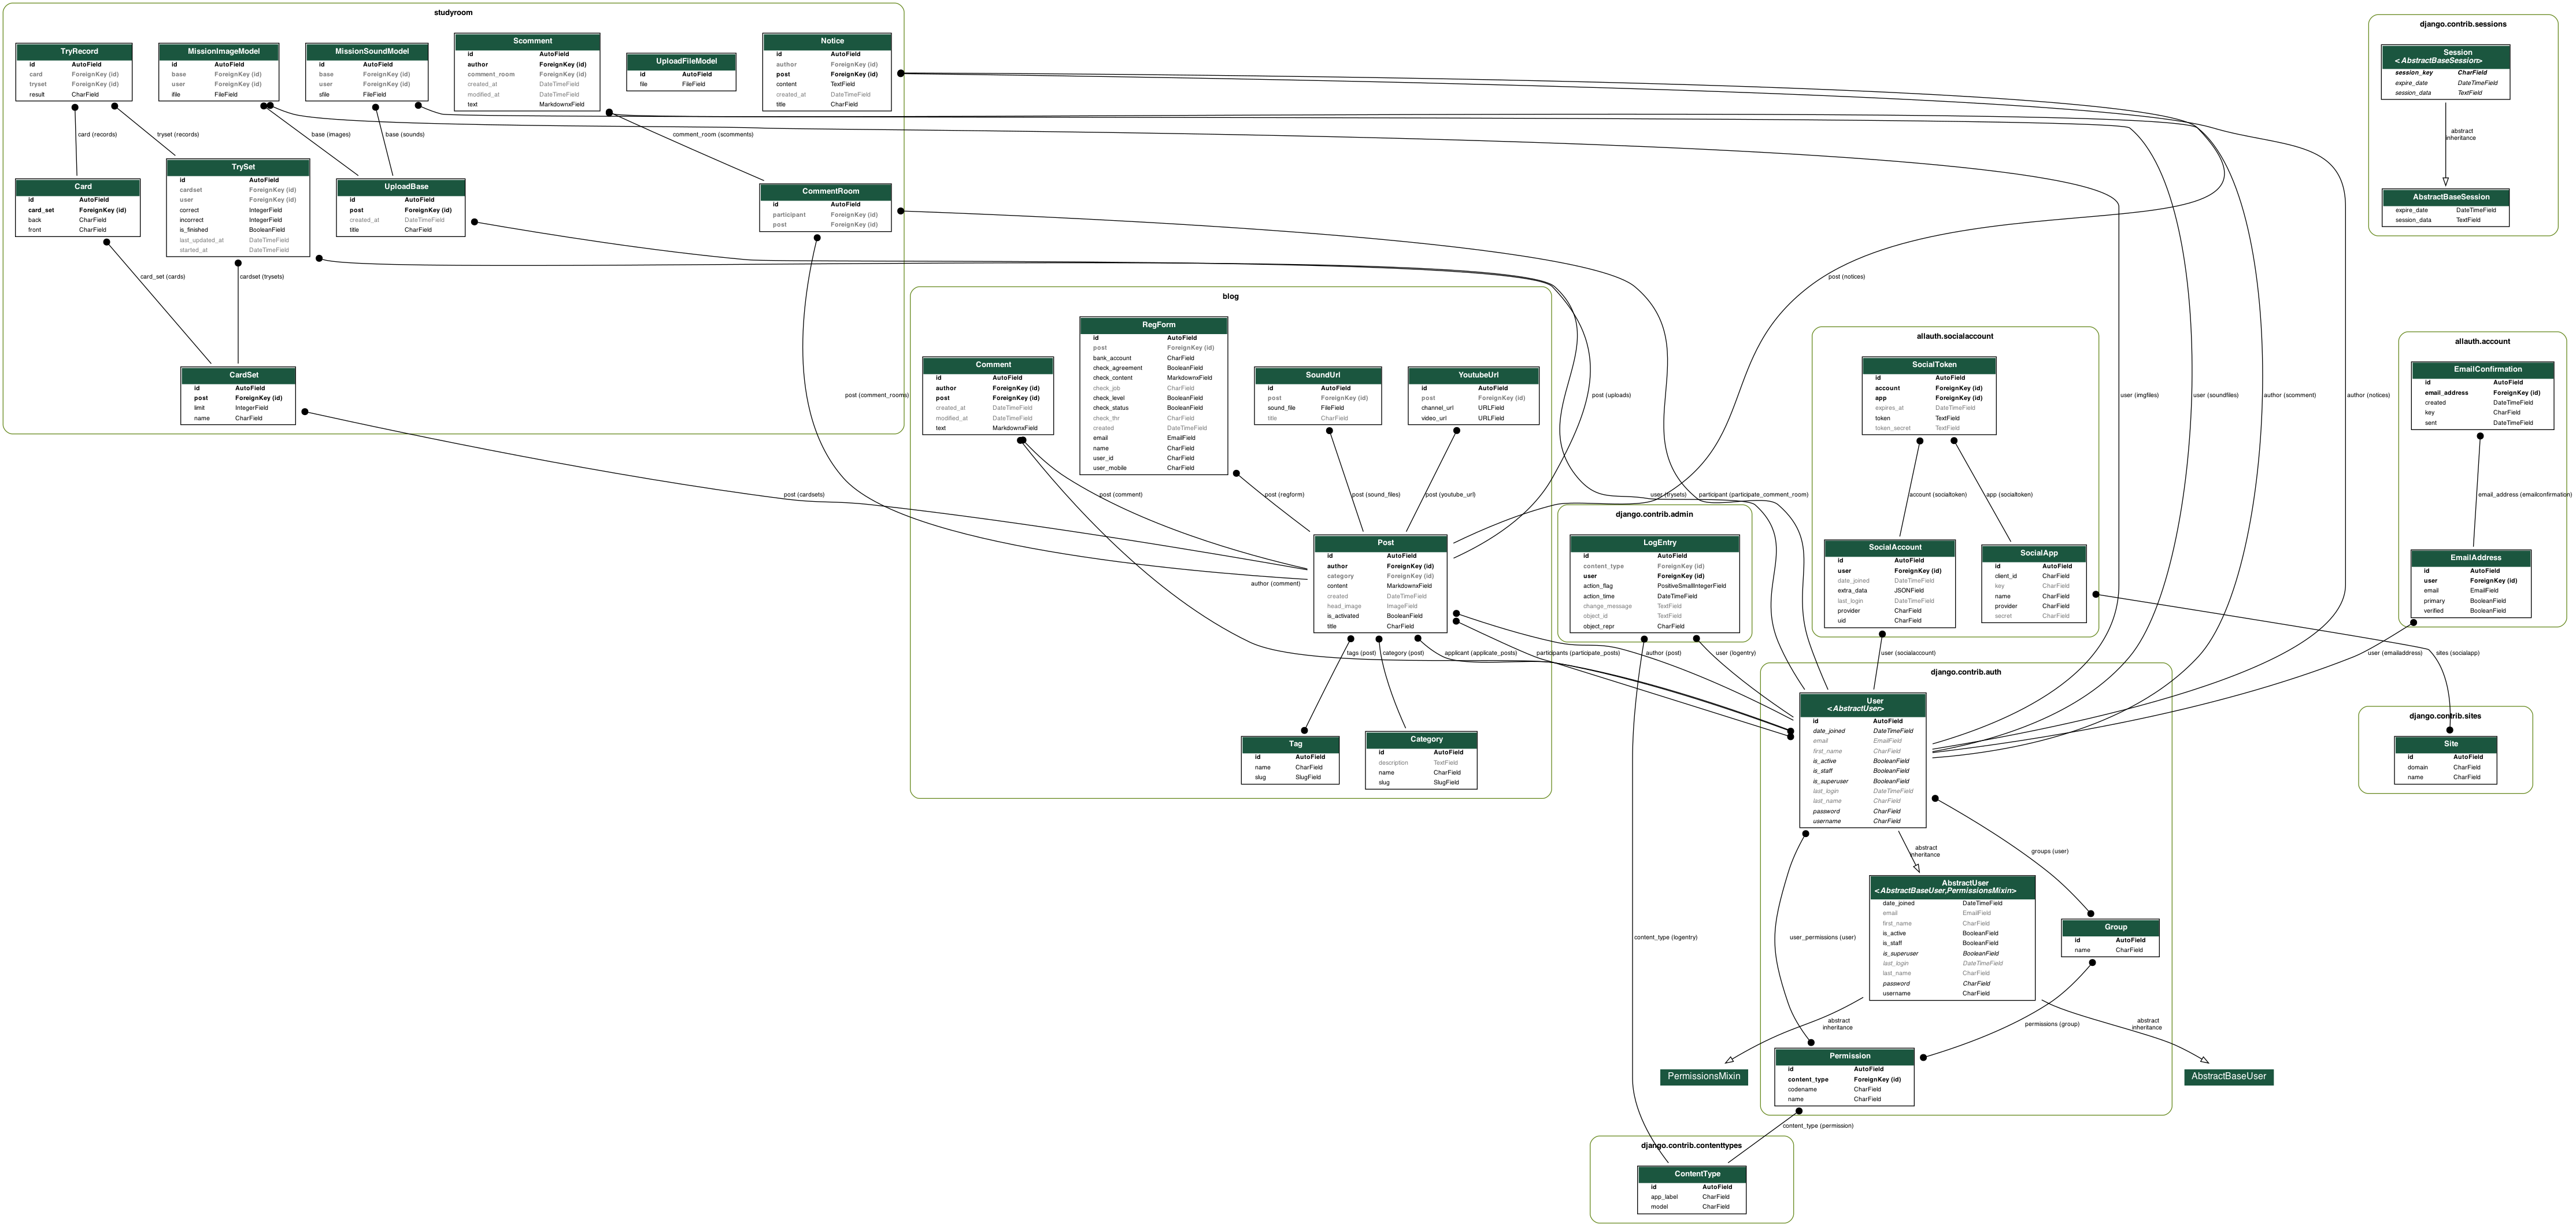 studyroom
TryRecord
id AutoField
card ForeignKey (id)
tryset ForeignKey (id)
result CharField
MissionImageModel
id AutoField
base ForeignKey (id)
user ForeignKey (id)
ifile FileField
MissionSoundModel
id AutoField
base ForeignKey (id)
user ForeignKey (id)
sfile FileField
Scomment
id AutoField
author ForeignKey (id)
comment_room ForeignKey (id)
created_at DateTimeField
modified_at DateTimeField
text MarkdownxField
UploadFileModel
id AutoField
file FileField
Notice
id AutoField
author ForeignKey (id)
post ForeignKey (id)
content TextField
created_at DateTimeField
title CharField
card (records)
tryset (records)
base (images)
base (sounds)
comment_room (scomments)
Card
id AutoField
card_set ForeignKey (id)
back CharField
front CharField
TrySet
id AutoField
cardset ForeignKey (id)
user ForeignKey (id)
correct IntegerField
incorrect IntegerField
is_finished BooleanField
last_updated_at DateTimeField
started_at DateTimeField
UploadBase
id AutoField
post ForeignKey (id)
created_at DateTimeField
title CharField
CommentRoom
id AutoField
participant ForeignKey (id)
post ForeignKey (id)
card_set (cards)
cardset (trysets)
CardSet
id AutoField
post ForeignKey (id)
limit IntegerField
name CharField
post (cardsets)
post (comment_rooms)
post (uploads)
post (notices)
user (trysets)
participant (participate_comment_room)
user (imgfiles)
user (soundfiles)
author (scomment)
author (notices)
blog
Comment
id AutoField
author ForeignKey (id)
post ForeignKey (id)
created_at DateTimeField
modified_at DateTimeField
text MarkdownxField
RegForm
id AutoField
post ForeignKey (id)
bank_account CharField
check_agreement BooleanField
check_content MarkdownxField
check_job CharField
check_level BooleanField
check_status BooleanField
check_thr CharField
created DateTimeField
email EmailField
name CharField
user_id CharField
user_mobile CharField
SoundUrl
id AutoField
post ForeignKey (id)
sound_file FileField
title CharField
YoutubeUrl
id AutoField
post ForeignKey (id)
channel_url URLField
video_url URLField
post (comment)
post (regform)
post (sound_files)
post (youtube_url)
author (comment)
Post
id AutoField
author ForeignKey (id)
category ForeignKey (id)
content MarkdownxField
created DateTimeField
head_image ImageField
is_activated BooleanField
title CharField
tags (post)
category (post)
applicant (applicate_posts)
participants (participate_posts)
author (post)
Tag
id AutoField
name CharField
slug SlugField
Category
id AutoField
description TextField
name CharField
slug SlugField
django.contrib.admin
LogEntry
id AutoField
content_type ForeignKey (id)
user ForeignKey (id)
action_flag PositiveSmallIntegerField
action_time DateTimeField
change_message TextField
object_id TextField
object_repr CharField
user (logentry)
content_type (logentry)
allauth.socialaccount
SocialToken
id AutoField
account ForeignKey (id)
app ForeignKey (id)
expires_at DateTimeField
token TextField
token_secret TextField
account (socialtoken)
app (socialtoken)
SocialAccount
id AutoField
user ForeignKey (id)
date_joined DateTimeField
extra_data JSONField
last_login DateTimeField
provider CharField
uid CharField
SocialApp
id AutoField
client_id CharField
key CharField
name CharField
provider CharField
secret CharField
user (socialaccount)
sites (socialapp)
django.contrib.sessions
Session
<AbstractBaseSession>
session_key CharField
expire_date DateTimeField
session_data TextField
abstract
inheritance
AbstractBaseSession
expire_date DateTimeField
session_data TextField
allauth.account
EmailConfirmation
id AutoField
email_address ForeignKey (id)
created DateTimeField
key CharField
sent DateTimeField
email_address (emailconfirmation)
EmailAddress
id AutoField
user ForeignKey (id)
email EmailField
primary BooleanField
verified BooleanField
user (emailaddress)
django.contrib.sites
Site
id AutoField
domain CharField
name CharField
django.contrib.auth
User
<AbstractUser>
id AutoField
date_joined DateTimeField
email EmailField
first_name CharField
is_active BooleanField
is_staff BooleanField
is_superuser BooleanField
last_login DateTimeField
last_name CharField
password CharField
username CharField
abstract
inheritance
groups (user)
user_permissions (user)
AbstractUser
<AbstractBaseUser,PermissionsMixin>
date_joined DateTimeField
email EmailField
first_name CharField
is_active BooleanField
is_staff BooleanField
is_superuser BooleanField
last_login DateTimeField
last_name CharField
password CharField
username CharField
Group
id AutoField
name CharField
abstract
inheritance
permissions (group)
abstract
inheritance
PermissionsMixin
Permission
id AutoField
content_type ForeignKey (id)
codename CharField
name CharField
AbstractBaseUser
content_type (permission)
django.contrib.contenttypes
ContentType
id AutoField
app_label CharField
model CharField